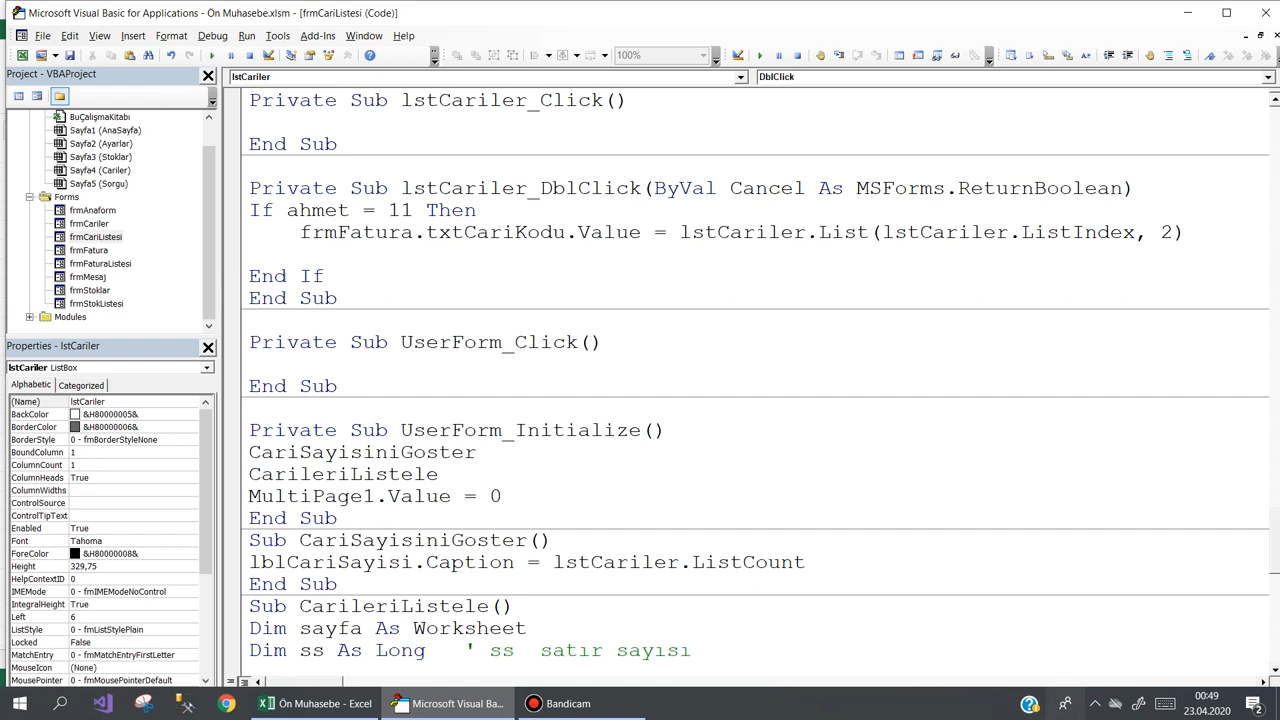 Microsoft Visual Basic for Applications - Ön Muhasebe.xlsm - [frmCariListesi (Code)]
File Edit View Insert Format Debug Run Tools Add-Ins Window Help
100%
Project - VBAProject
lstCariler
DblClick
BuÇalışmaKitabı
Sayfa1 (AnaSayfa)
Sayfa2 (Ayarlar)
Sayfa3 (Stoklar)
Sayfa4 (Cariler)
Sayfa5 (Sorgu)
Forms
frmAnaform
frmCariler
frmCariListesi
frmFatura
frmFaturaListesi
frmMesaj
frmStoklar
frmStokListesi
Modules
Properties - lstCariler
lstCariler ListBox
Alphabetic Categorized
(Name) lstCariler
BackColor &H80000005&
BorderColor &H80000006&
BorderStyle 0 - fmBorderStyleNone
BoundColumn 1
ColumnCount 1
ColumnHeads True
ColumnWidths
ControlSource
ControlTipText
Enabled True
Font Tahoma
ForeColor &H80000008&
Height 329,75
HelpContextID 0
IMEMode 0 - fmIMEModeNoControl
IntegralHeight True
Left 6
ListStyle 0 - fmListStylePlain
Locked False
MatchEntry 0 - fmMatchEntryFirstLetter
MouseIcon (None)
MousePointer 0 - fmMousePointerDefault
Private Sub lstCariler_Click()
End Sub
Private Sub lstCariler_DblClick(ByVal Cancel As MSForms.ReturnBoolean)
If ahmet = 11 Then
frmFatura.txtCariKodu.Value = lstCariler.List(lstCariler.ListIndex, 2)
End If
End Sub
Private Sub UserForm_Click()
End Sub
Private Sub UserForm_Initialize()
CariSayisiniGoster
CarileriListele
MultiPage1.Value = 0
End Sub
Sub CariSayisiniGoster()
lblCariSayisi.Caption = lstCariler.ListCount
End Sub
Sub CarileriListele()
Dim sayfa As Worksheet
Dim ss As Long ' ss satır sayısı
Ön Muhasebe - Excel
Microsoft Visual Ba...
Bandicam
00:49
23.04.2020
2